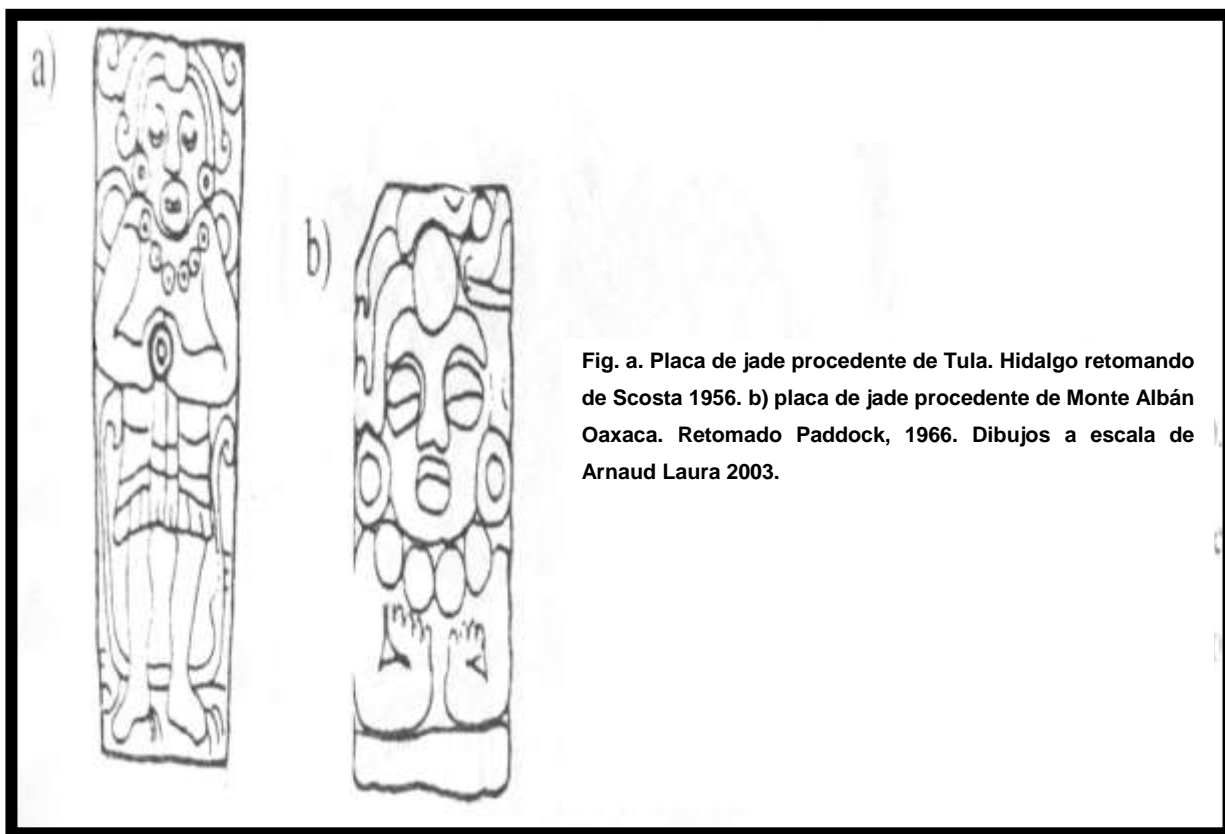 a)
b)
Fig. a. Placa de jade procedente de Tula. Hidalgo retomando
de Scosta 1956. b) placa de jade procedente de Monte Albán
Oaxaca. Retomado Paddock, 1966. Dibujos a escala de
Arnaud Laura 2003.